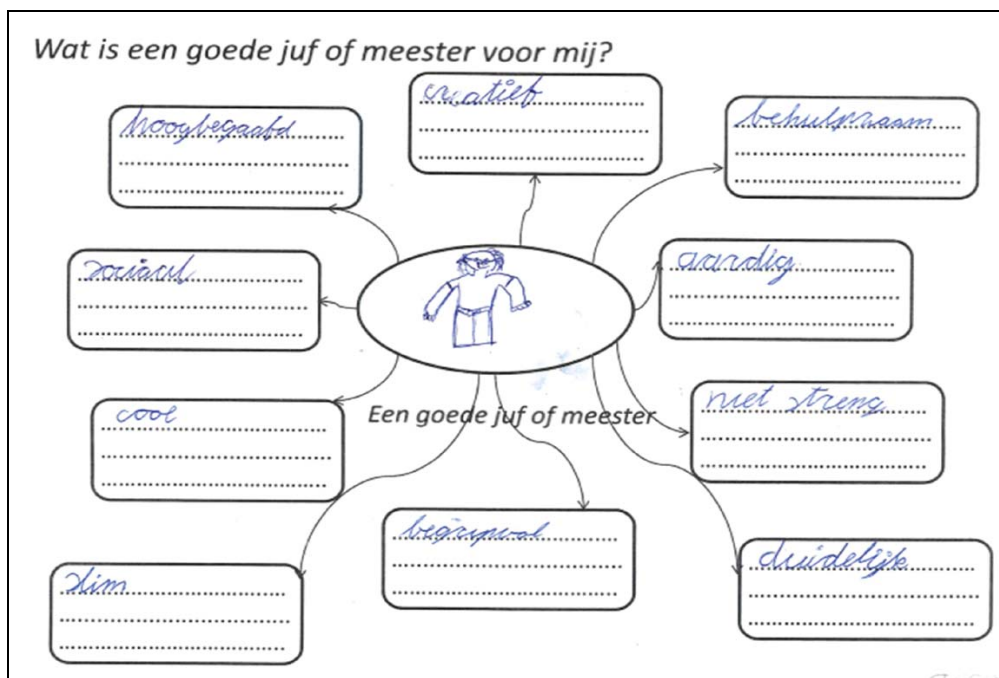 Wat is een goede juf of meester voor mij?
creatief
hoogbegaafd
behulpzaam
sociaal
aardig
cool
Een goede juf of meester
niet streng
begripvol
slim
duidelijk